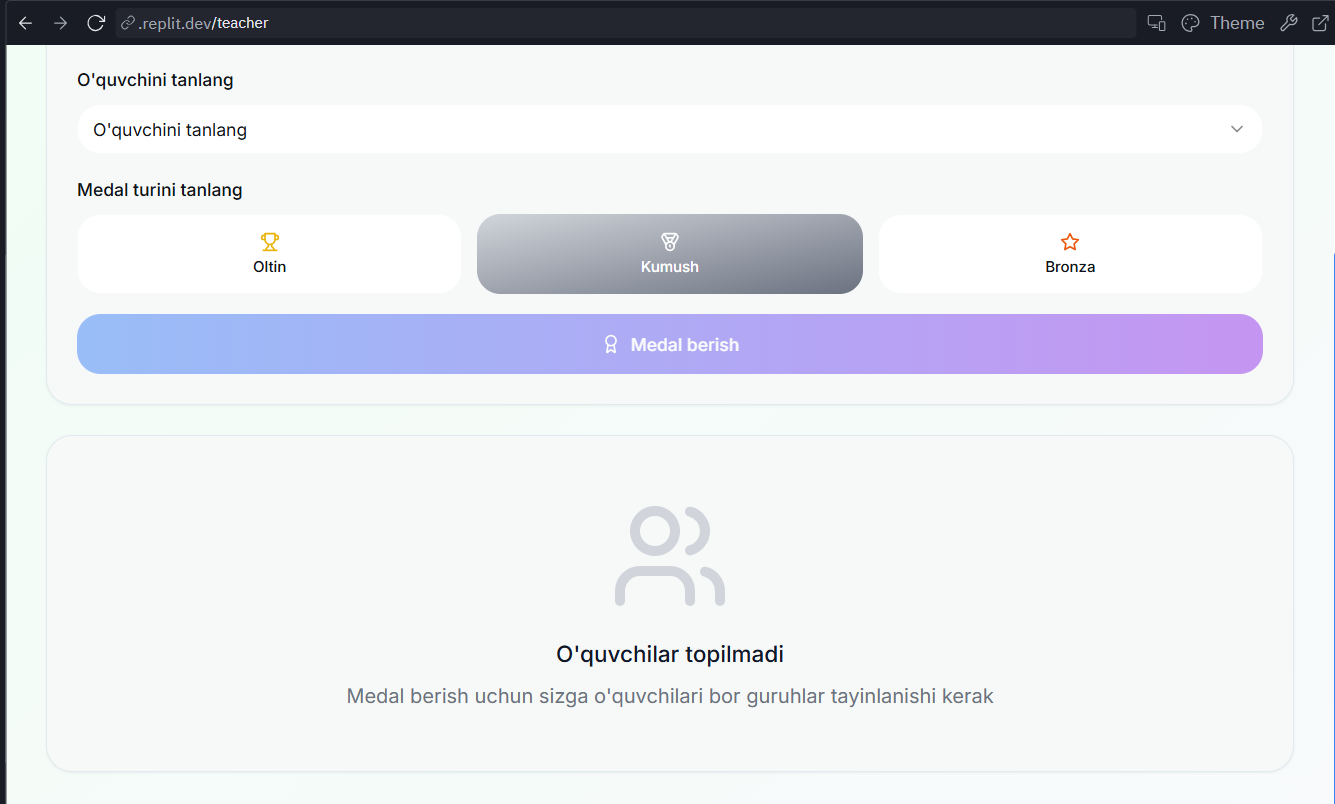 .replit.dev/teacher
Theme
O'quvchini tanlang
O'quvchini tanlang
Medal turini tanlang
Oltin
Kumush
Bronza
Medal berish
O'quvchilar topilmadi
Medal berish uchun sizga o'quvchilari bor guruhlar tayinlanishi kerak